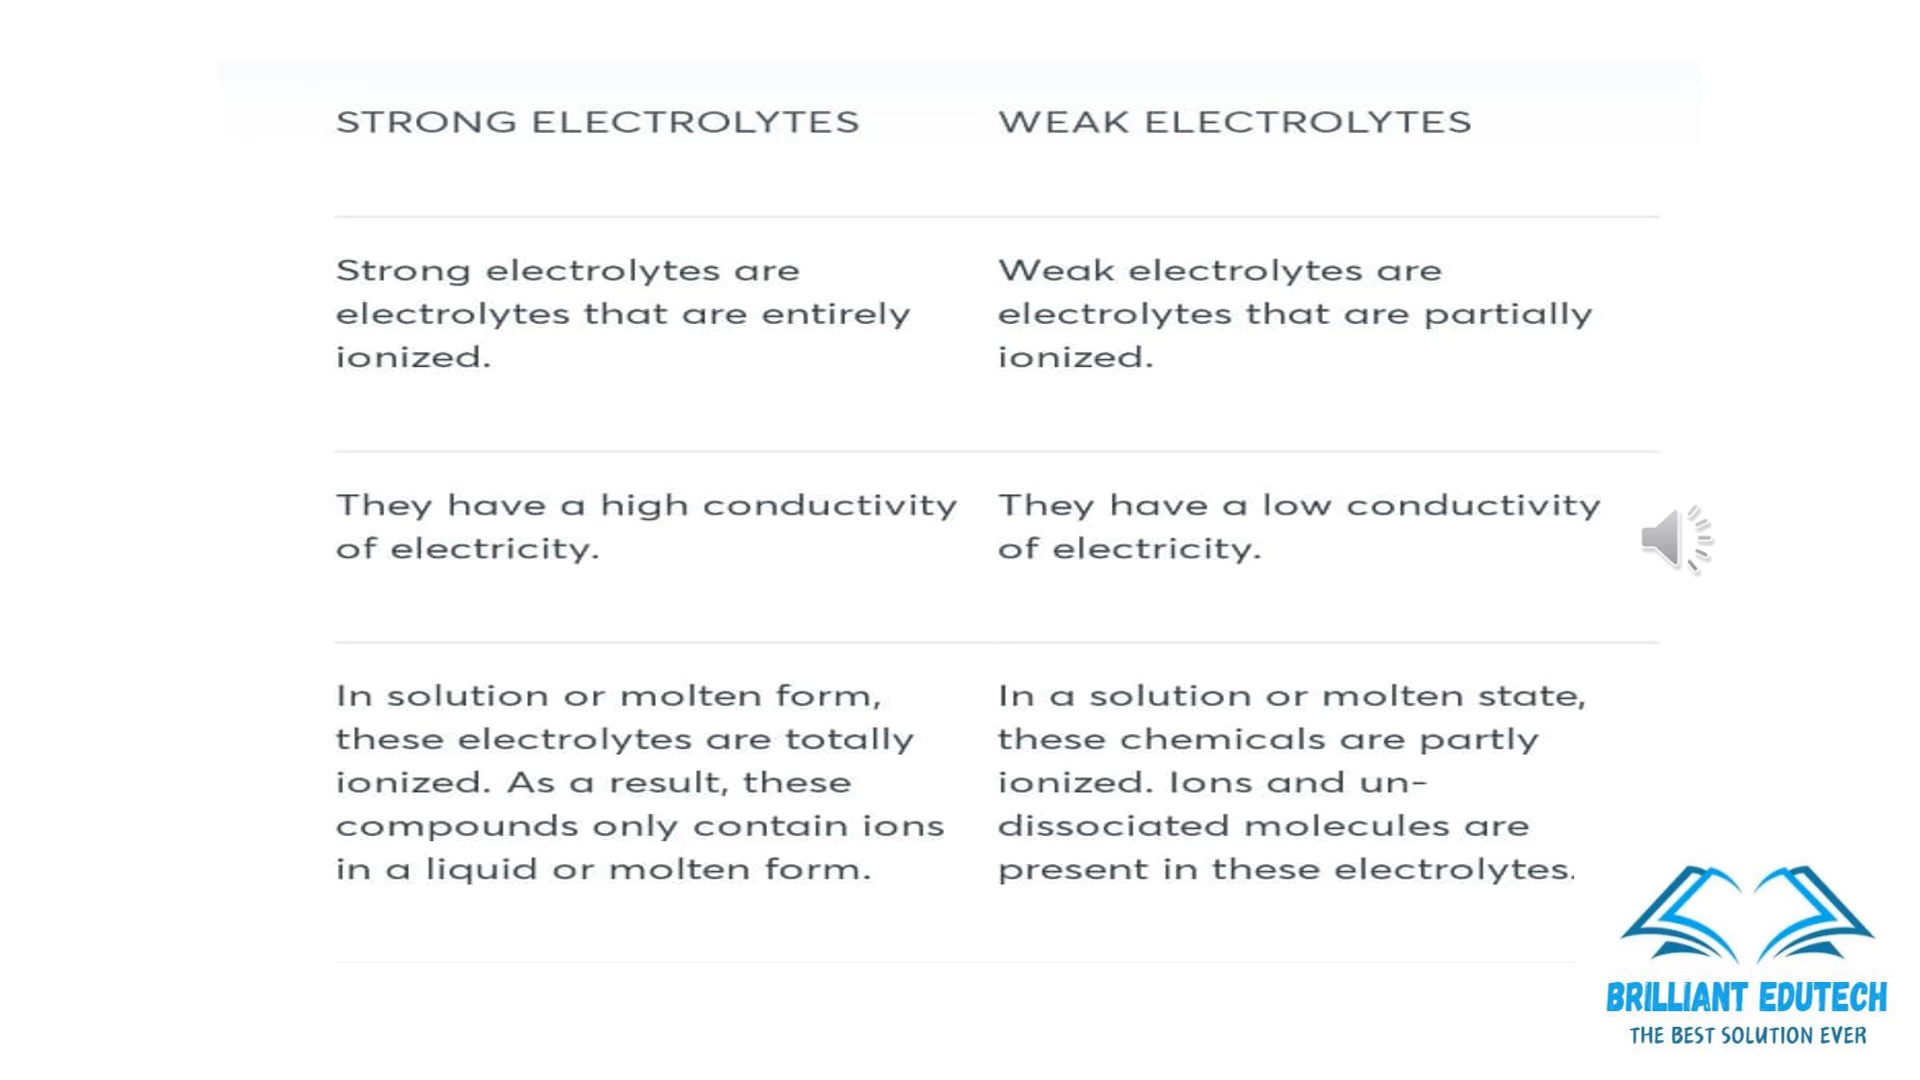 STRONG ELECTROLYTES
WEAK ELECTROLYTES
Strong electrolytes are
electrolytes that are entirely
ionized.
Weak electrolytes are
electrolytes that are partially
ionized.
They have a high conductivity
of electricity.
They have a low conductivity
of electricity.
In solution or molten form,
these electrolytes are totally
ionized. As a result, these
compounds only contain ions
in a liquid or molten form.
In a solution or molten state,
these chemicals are partly
ionized. Ions and un-
dissociated molecules are
present in these electrolytes.
BRILLIANT EDUTECH
THE BEST SOLUTION EVER